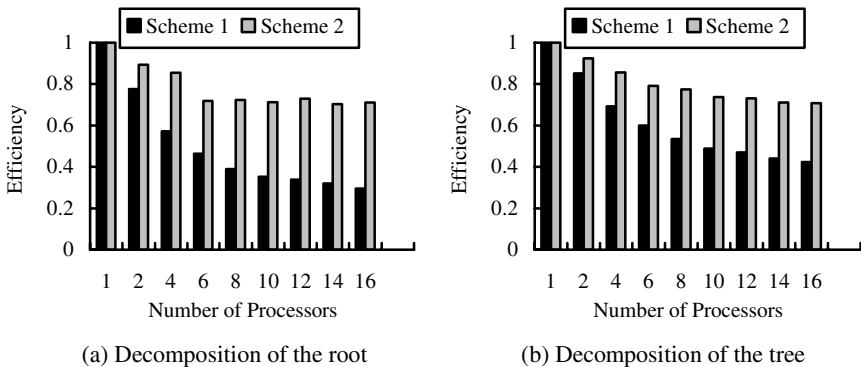 Scheme 1 Scheme 2
1
0.8
0.6
0.4
0.2
0
Efficiency
1 2 4 6 8 10 12 14 16
Number of Processors
(a) Decomposition of the root
Scheme 1 Scheme 2
1
0.8
0.6
0.4
0.2
0
Efficiency
1 2 4 6 8 10 12 14 16
Number of Processors
(b) Decomposition of the tree